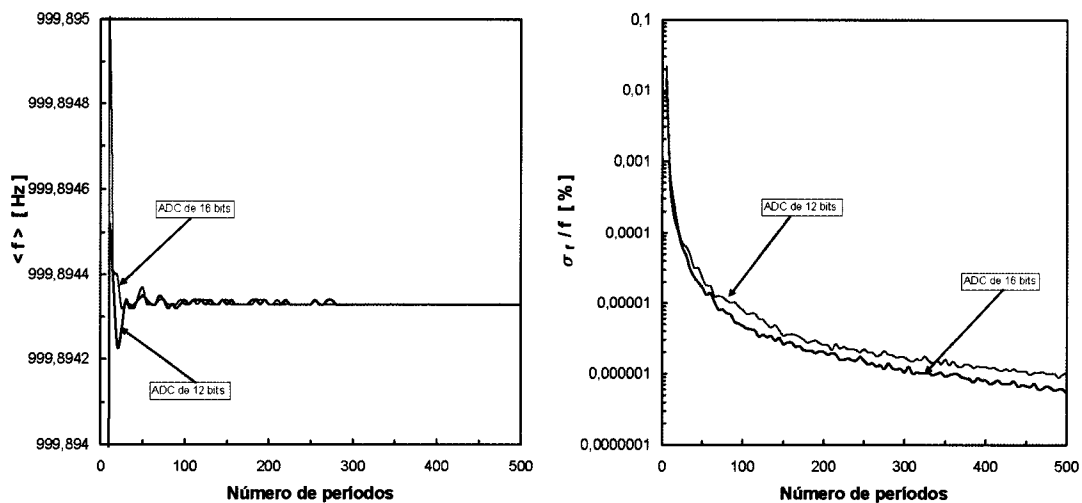 999,895
999,8948
999,8946
999,8944
999,8942
999,894
< f > [ Hz ]
ADC de 16 bits
ADC de 12 bits
0 100 200 300 400 500
Número de períodos
0,1
0,01
0,001
0,0001
0,00001
0,000001
0,0000001
σ f / f [ % ]
ADC de 12 bits
ADC de 16 bits
0 100 200 300 400 500
Número de períodos